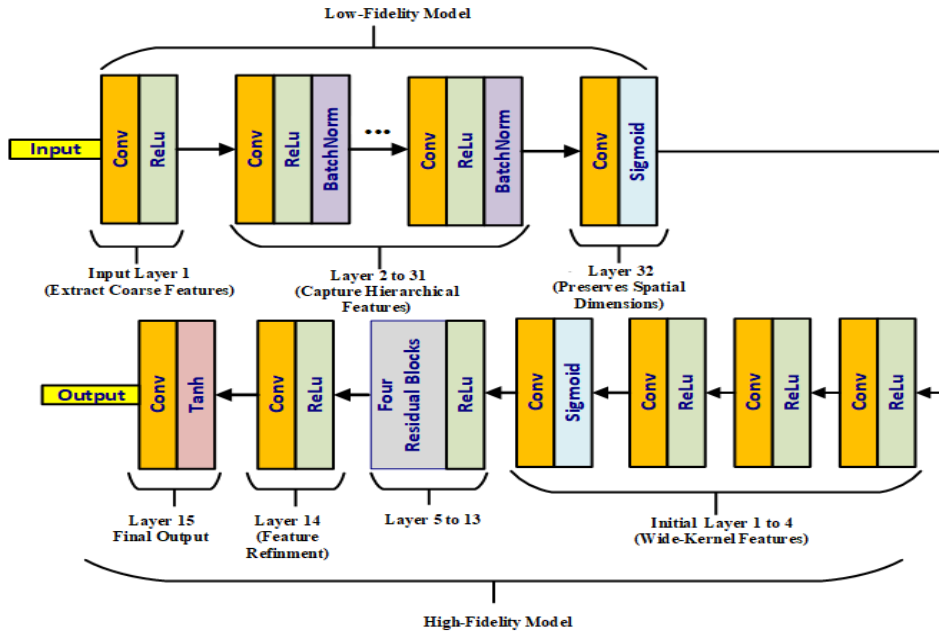 Low-Fidelity Model
Input
Conv
ReLu
Conv
ReLu
BatchNorm
...
Conv
ReLu
BatchNorm
Conv
Sigmoid
Input Layer 1
(Extract Coarse Features)
Layer 2 to 31
(Capture Hierarchical
Features)
Layer 32
(Preserves Spatial
Dimensions)
Output
Conv
Tanh
Conv
ReLu
Four
Residual Blocks
ReLu
Conv
Sigmoid
Conv
ReLu
Conv
ReLu
Conv
ReLu
Layer 15
Final Output
Layer 14
(Feature
Refinment)
Layer 5 to 13
Initial Layer 1 to 4
(Wide-Kernel Features)
High-Fidelity Model